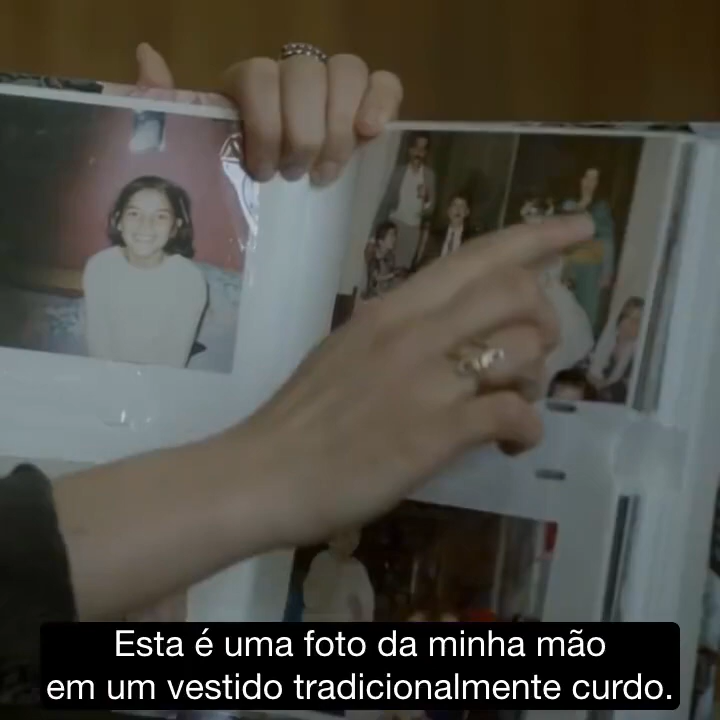 Esta é uma foto da minha mão
em um vestido tradicionalmente curdo.